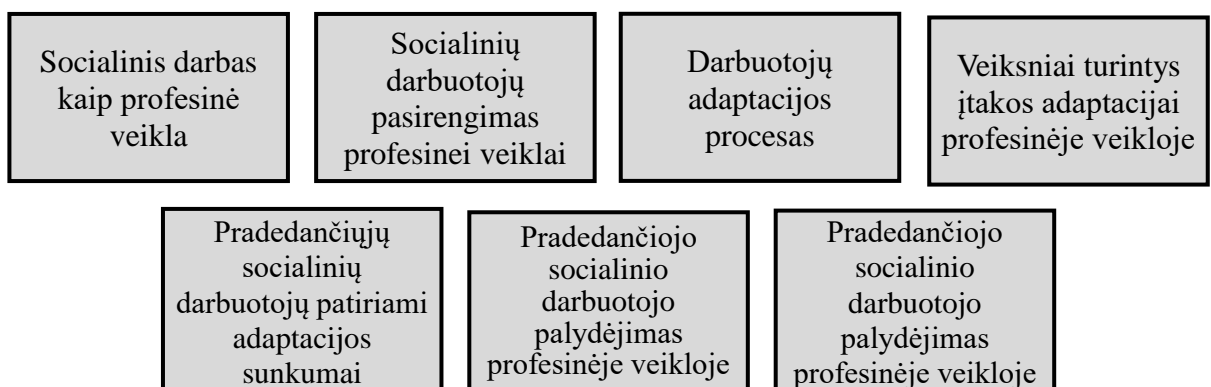 Socialinis darbas
kaip profesinė
veikla
Socialinių
darbuotojų
pasirengimas
profesinei veiklai
Darbuotojų
adaptacijos
procesas
Veiksniai turintys
įtakos adaptacijai
profesinėje veikloje
Pradedančiųjų
socialinių
darbuotojų patiriami
adaptacijos
sunkumai
Pradedančiojo
socialinio
darbuotojo
palydėjimas
profesinėje veikloje
Pradedančiojo
socialinio
darbuotojo
palydėjimas
profesinėje veikloje